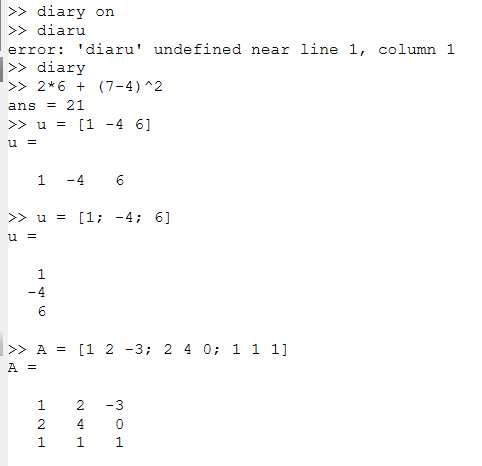 >> diary on
>> diaru
error: 'diaru' undefined near line 1, column 1
>> diary
>> 2*6 + (7-4)^2
ans = 21
>> u = [1 -4 6]
u =
1 -4 6
>> u = [1; -4; 6]
u =
1
-4
6
>> A = [1 2 -3; 2 4 0; 1 1 1]
A =
1 2 -3
2 4 0
1 1 1